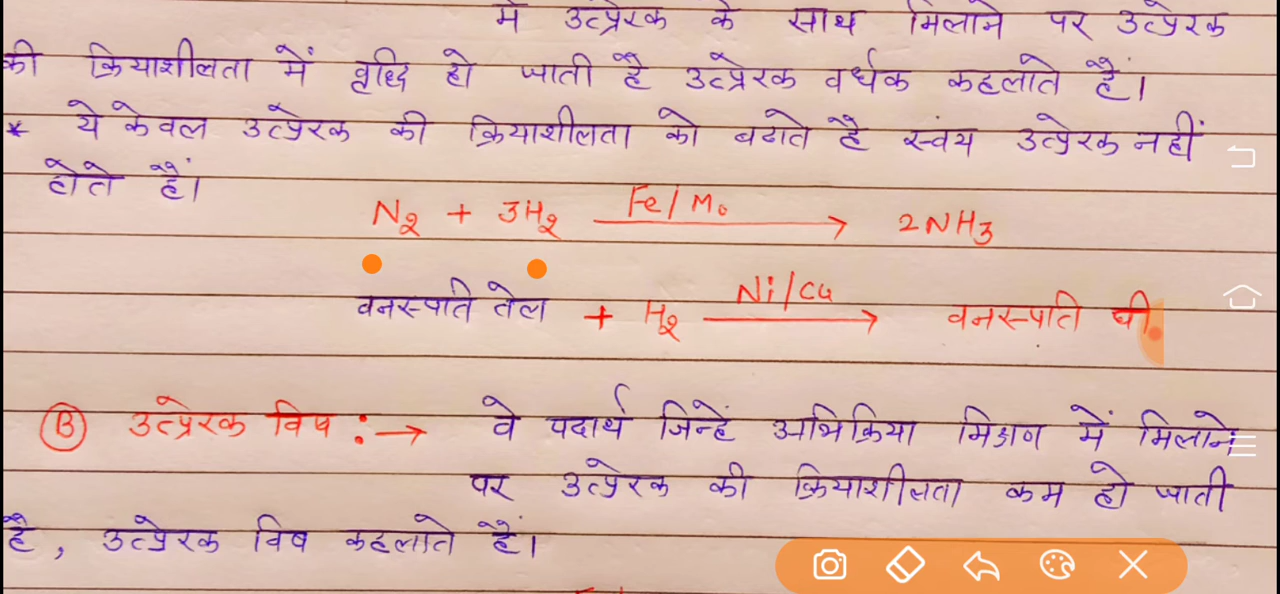 में उत्प्रेरक के साथ मिलाने पर उत्प्रेरक
की क्रियाशीलता में वृद्धि हो जाती है उत्प्रेरक वर्धक कहलाते हैं।
* ये केवल उत्प्रेरक की क्रियाशीलता को बढाते है स्वंय उत्प्रेरक नहीं
होते हैं।
N₂ + 3H₂ Fe/Mo → 2NH₃
वनस्पति तेल + H₂ Ni/Cu → वनस्पति घी
(B) उत्प्रेरक विष :→ वे पदार्थ जिन्हें अभिक्रिया मिश्रण में मिलाने
पर उत्प्रेरक की क्रियाशीलता कम हो जाती
है, उत्प्रेरक विष कहलाते हैं।